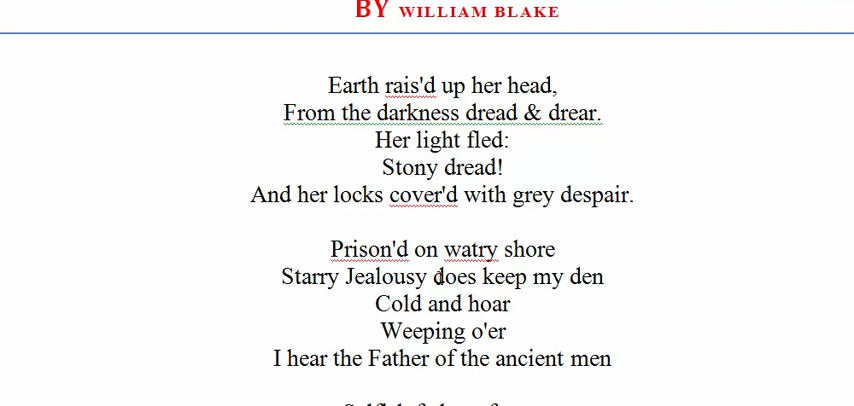 BY WILLIAM BLAKE
Earth rais'd up her head,
From the darkness dread & drear.
Her light fled:
Stony dread!
And her locks cover'd with grey despair.
Prison'd on watry shore
Starry Jealousy does keep my den
Cold and hoar
Weeping o'er
I hear the Father of the ancient men